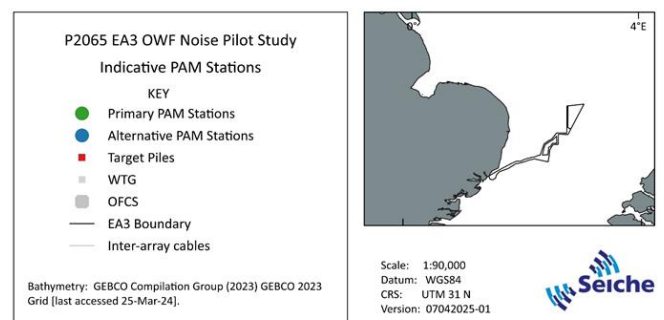 P2065 EA3 OWF Noise Pilot Study
Indicative PAM Stations
KEY
Primary PAM Stations
Alternative PAM Stations
Target Piles
WTG
OFCS
EA3 Boundary
Inter-array cables
Bathymetry: GEBCO Compilation Group (2023) GEBCO 2023
Grid [last accessed 25-Mar-24].
0°
4°E
Scale: 1:90,000
Datum: WGS84
CRS: UTM 31 N
Version: 07042025-01
Seiche